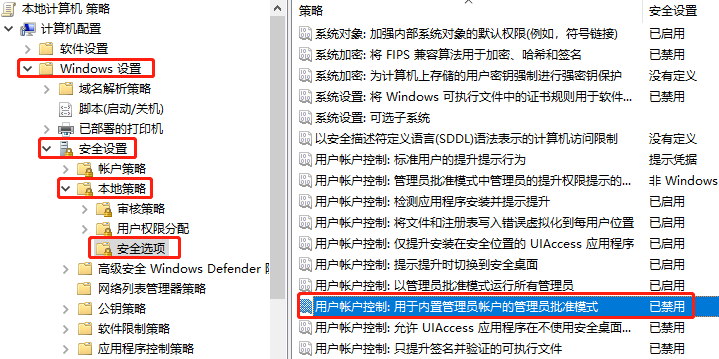 本地计算机 策略
计算机配置
软件设置
Windows 设置
域名解析策略
脚本(启动/关机)
已部署的打印机
安全设置
帐户策略
本地策略
审核策略
用户权限分配
安全选项
高级安全 Windows Defender 防
网络列表管理器策略
公钥策略
软件限制策略
应用程序控制策略
策略 安全设置
系统对象: 加强内部系统对象的默认权限(例如，符号链接) 已启用
系统加密: 将 FIPS 兼容算法用于加密、哈希和签名 已禁用
系统加密: 为计算机上存储的用户密钥强制进行强密钥保护 没有定义
系统设置: 将 Windows 可执行文件中的证书规则用于软件... 已禁用
系统设置: 可选子系统
以安全描述符定义语言(SDDL)语法表示的计算机访问限制 没有定义
用户帐户控制: 标准用户的提升提示行为 提示凭据
用户帐户控制: 管理员批准模式中管理员的提升权限提示的... 非 Windows
用户帐户控制: 检测应用程序安装并提示提升 已启用
用户帐户控制: 将文件和注册表写入错误虚拟化到每用户位置 已启用
用户帐户控制: 仅提升安装在安全位置的 UIAccess 应用程序 已启用
用户帐户控制: 提示提升时切换到安全桌面 已启用
用户帐户控制: 以管理员批准模式运行所有管理员 已启用
用户帐户控制: 用于内置管理员帐户的管理员批准模式 已禁用
用户帐户控制: 允许 UIAccess 应用程序在不使用安全桌面... 已禁用
用户帐户控制: 只提升签名并验证的可执行文件 已禁用